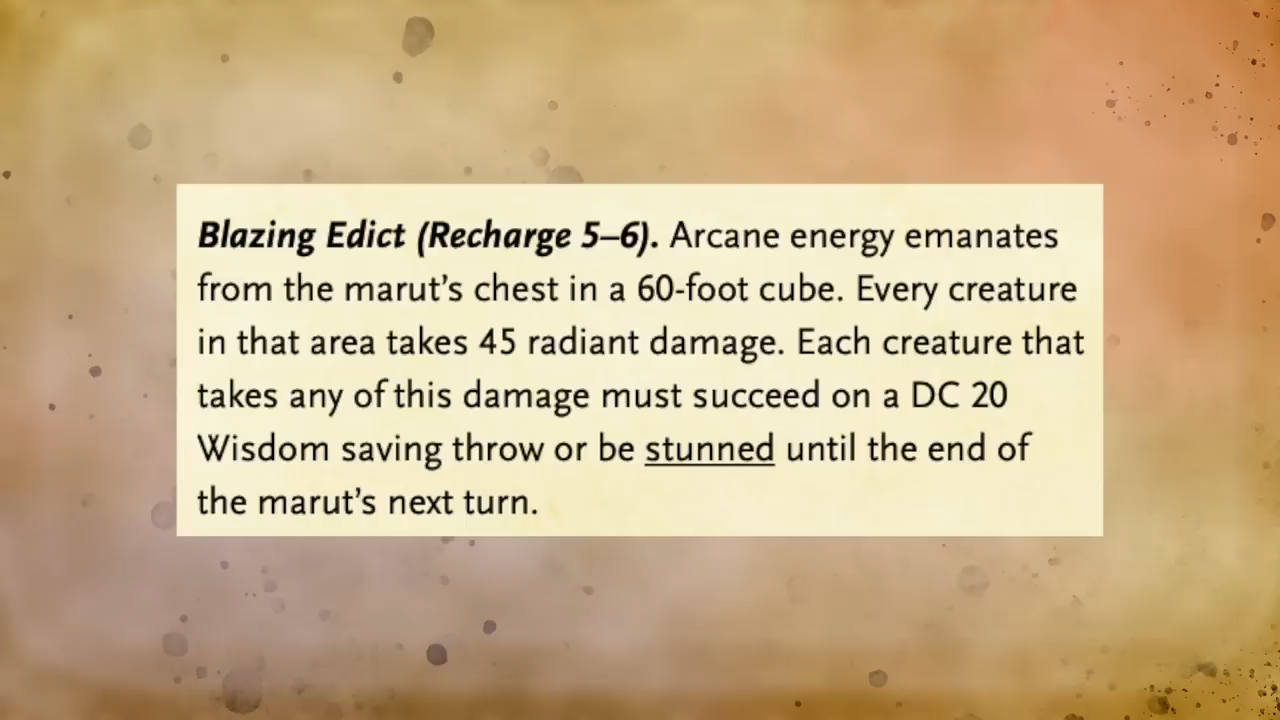 Blazing Edict (Recharge 5–6). Arcane energy emanates
from the marut’s chest in a 60-foot cube. Every creature
in that area takes 45 radiant damage. Each creature that
takes any of this damage must succeed on a DC 20
Wisdom saving throw or be stunned until the end of
the marut’s next turn.